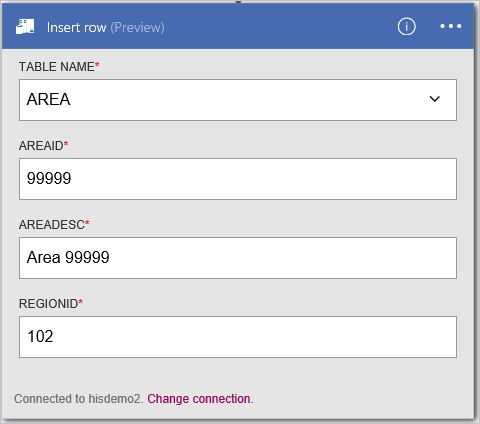 Insert row (Preview)
TABLE NAME*
AREA
AREAID*
99999
AREADESC*
Area 99999
REGIONID*
102
Connected to hisdemo2. Change connection.